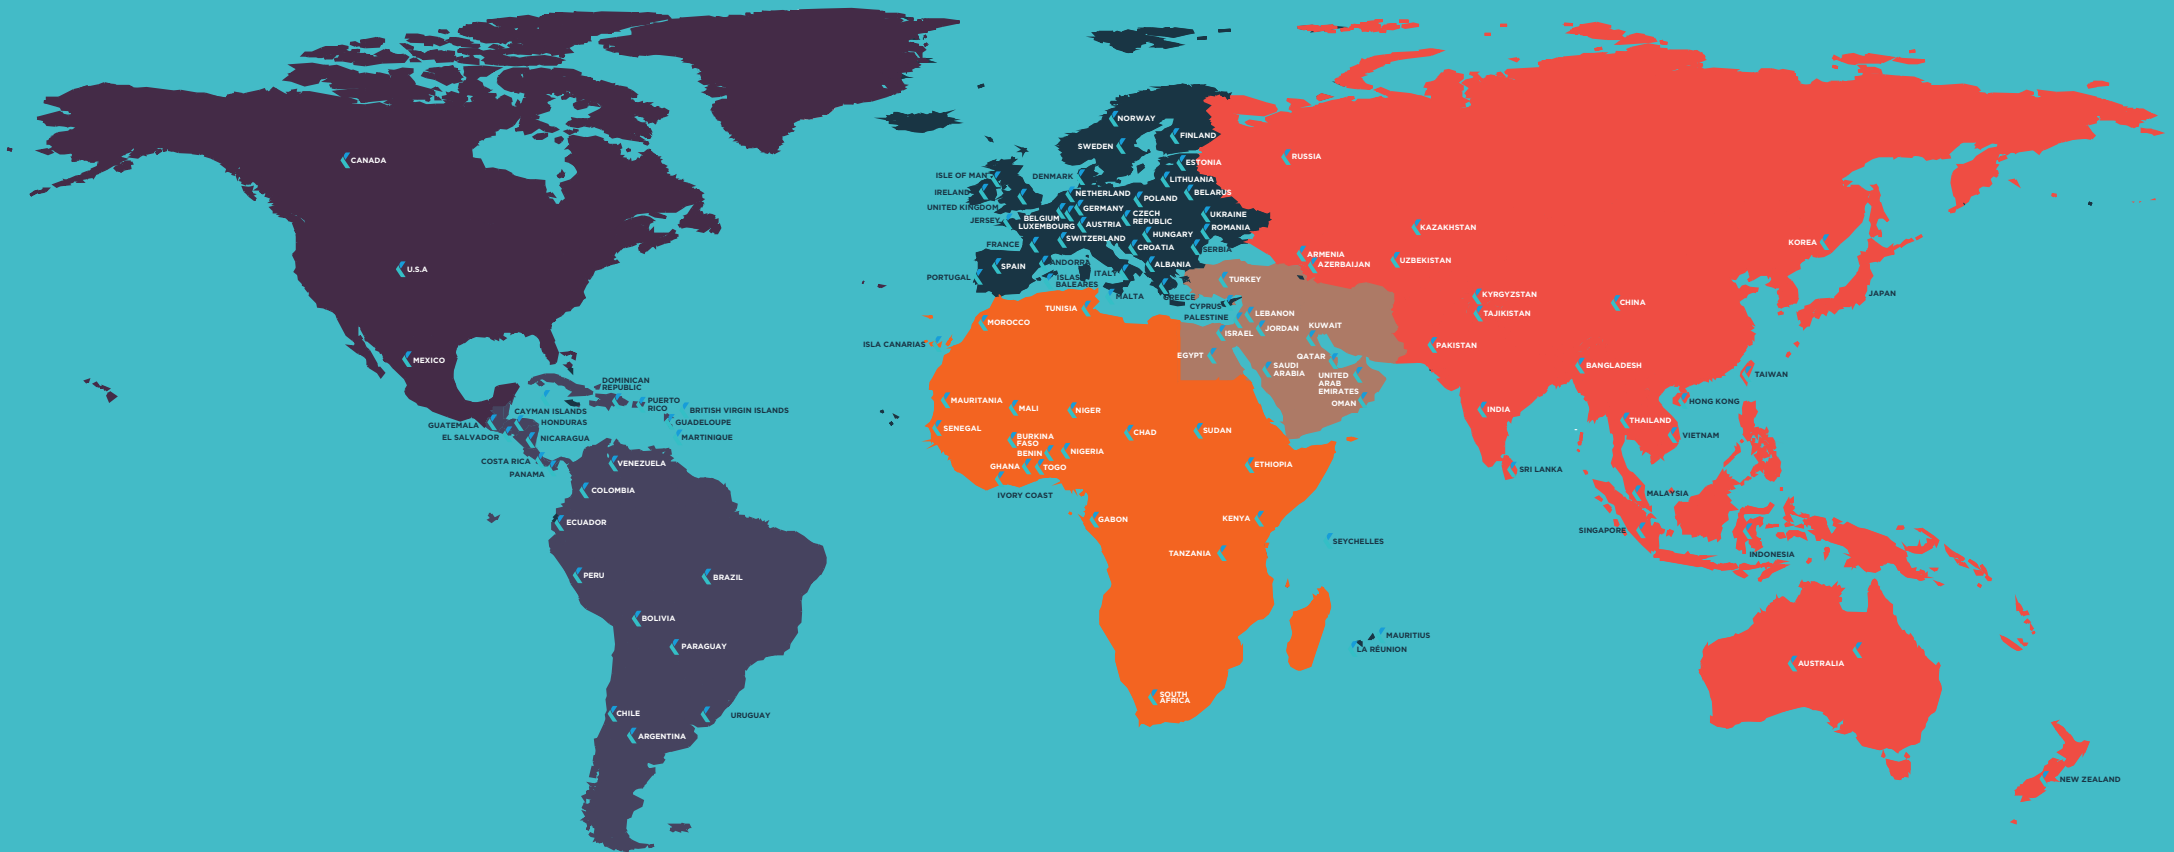 CANADA
U.S.A
MEXICO
DOMINICAN
REPUBLIC
PUERTO
RICO
CAYMAN ISLANDS
BRITISH VIRGIN ISLANDS
GUATEMALA
HONDURAS
GUADELOUPE
EL SALVADOR
NICARAGUA
MARTINIQUE
COSTA RICA
PANAMA
VENEZUELA
COLOMBIA
ECUADOR
PERU
BRAZIL
BOLIVIA
PARAGUAY
CHILE
URUGUAY
ARGENTINA
NORWAY
FINLAND
SWEDEN
ESTONIA
ISLE OF MAN
DENMARK
LITHUANIA
IRELAND
NETHERLAND
BELARUS
POLAND
UNITED KINGDOM
GERMANY
JERSEY
BELGIUM
CZECH
REPUBLIC
UKRAINE
LUXEMBOURG
AUSTRIA
ROMANIA
FRANCE
SWITZERLAND
HUNGARY
CROATIA
SERBIA
SPAIN
ANDORRA
ALBANIA
PORTUGAL
ISLAS
BALEARES
ITALY
MALTA
GREECE
CYPRUS
TURKEY
PALESTINE
LEBANON
ISRAEL
JORDAN
KUWAIT
EGYPT
QATAR
SAUDI
ARABIA
UNITED
ARAB
EMIRATES
OMAN
TUNISIA
MOROCCO
ISLA CANARIAS
MAURITANIA
MALI
NIGER
SENEGAL
BURKINA
FASO
CHAD
SUDAN
BENIN
NIGERIA
GHANA
TOGO
ETHIOPIA
IVORY COAST
GABON
KENYA
SEYCHELLES
TANZANIA
MAURITIUS
LA RÉUNION
SOUTH
AFRICA
RUSSIA
KAZAKHSTAN
KOREA
ARMENIA
AZERBAIJAN
UZBEKISTAN
KYRGYZSTAN
JAPAN
CHINA
TAJIKISTAN
PAKISTAN
BANGLADESH
TAIWAN
HONG KONG
INDIA
THAILAND
VIETNAM
SRI LANKA
MALAYSIA
SINGAPORE
INDONESIA
AUSTRALIA
NEW ZEALAND